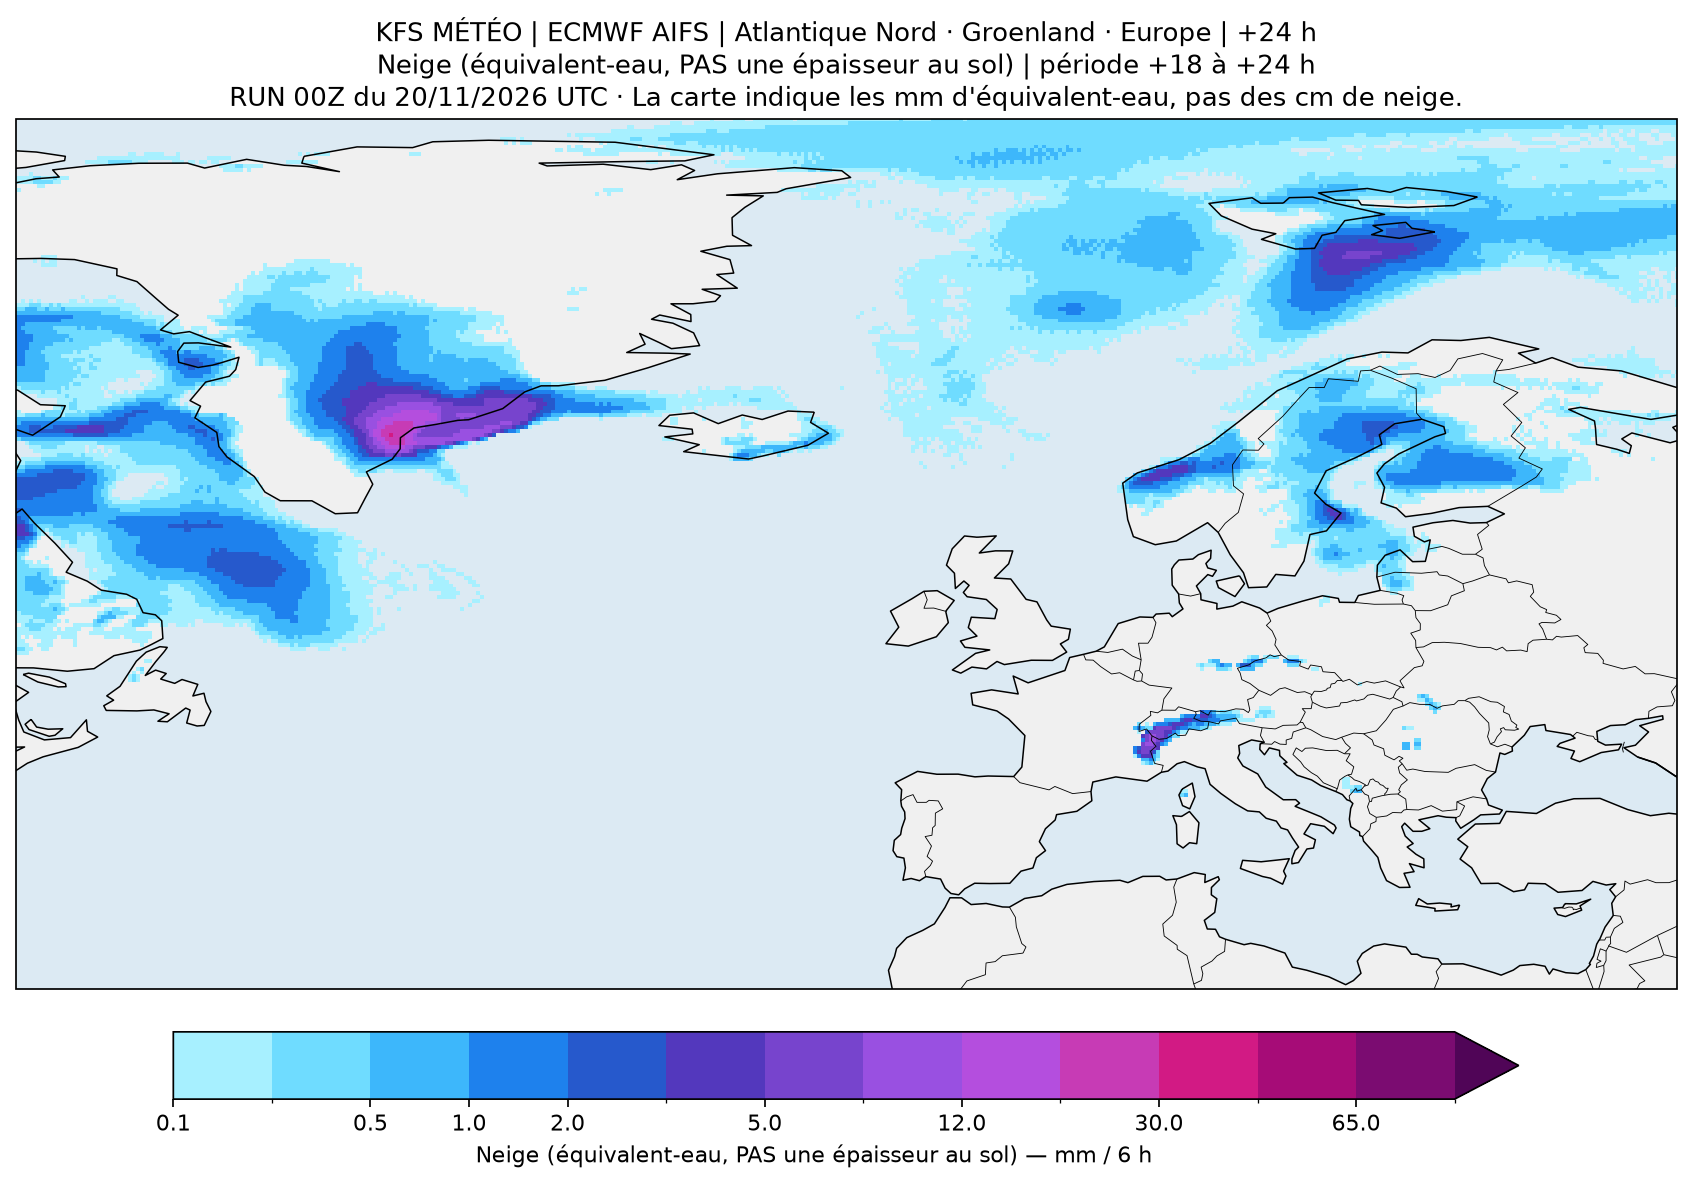 KFS MÉTÉO | ECMWF AIFS | Atlantique Nord · Groenland · Europe | +24 h
Neige (équivalent-eau, PAS une épaisseur au sol) | période +18 à +24 h
RUN 00Z du 20/11/2026 UTC · La carte indique les mm d'équivalent-eau, pas des cm de neige.
0.1 0.5 1.0 2.0 5.0 12.0 30.0 65.0
Neige (équivalent-eau, PAS une épaisseur au sol) — mm / 6 h